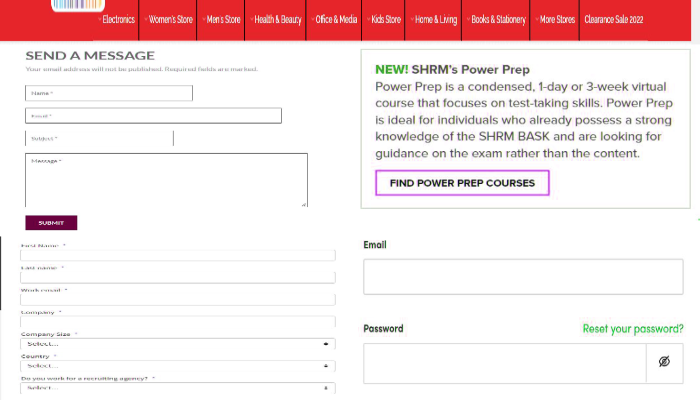 Electronics Women's Store Men's Store Health & Beauty Office & Media Kids Store Home & Living Books & Stationery More Stores Clearance Sale 2022
SEND A MESSAGE
Your email address will not be published. Required fields are marked.
Name *
Email *
Subject *
Message *
SUBMIT
NEW! SHRM's Power Prep
Power Prep is a condensed, 1-day or 3-week virtual
course that focuses on test-taking skills. Power Prep
is ideal for individuals who already possess a strong
knowledge of the SHRM BASK and are looking for
guidance on the exam rather than the content.
FIND POWER PREP COURSES
First Name *
Last name *
Work email *
Company *
Company Size *
Select...
Country *
Select...
Do you work for a recruiting agency? *
Select...
Email
Password Reset your password?